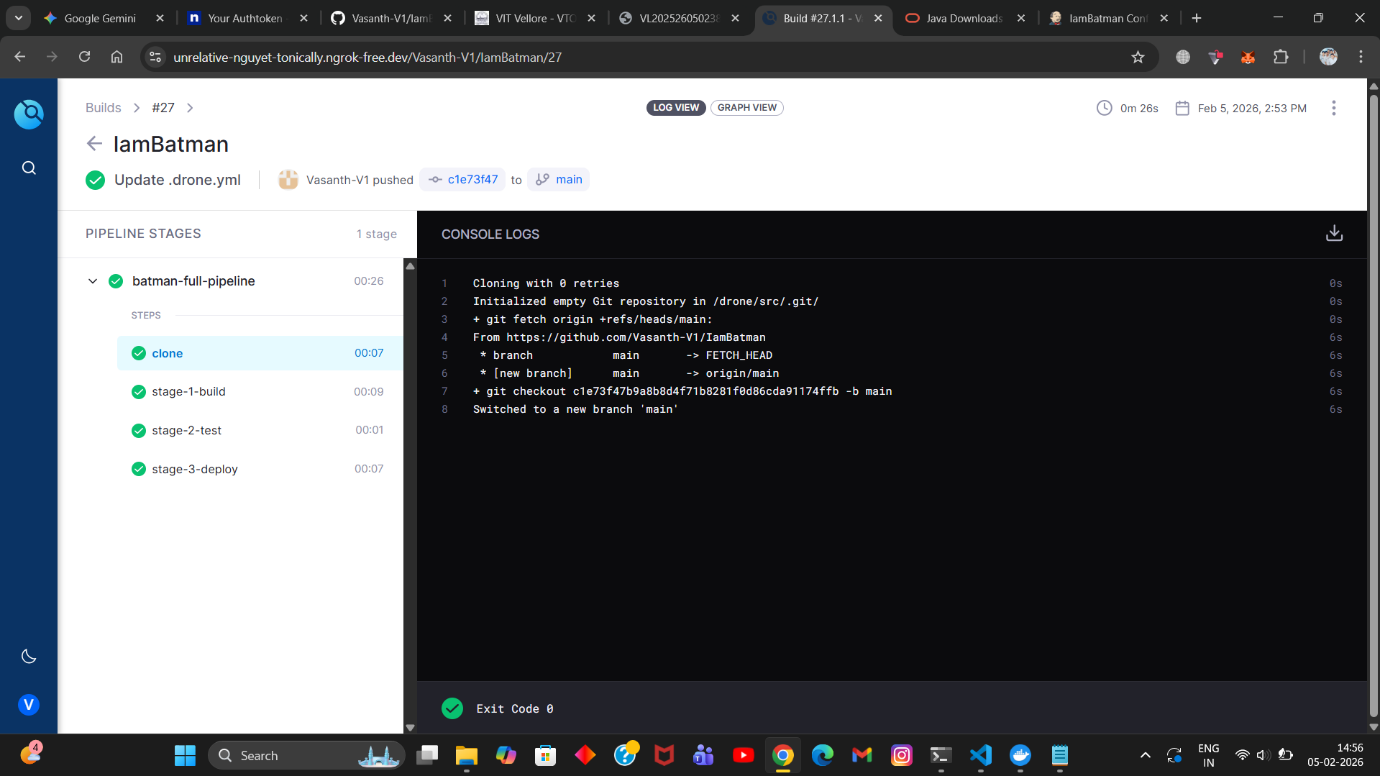 Google Gemini
Your Authtoken
Vasanth-V1/IamI
VIT Vellore - VTO
VL20252605023
Build #27.1.1 - V
Java Downloads
IamBatman Con
unrelative-nguyet-tonically.ngrok-free.dev/Vasanth-V1/IamBatman/27
Builds > #27 >
LOG VIEW GRAPH VIEW
0m 26s Feb 5, 2026, 2:53 PM
IamBatman
Update .drone.yml Vasanth-V1 pushed c1e73f47 to main
PIPELINE STAGES 1 stage
batman-full-pipeline 00:26
STEPS
clone 00:07
stage-1-build 00:09
stage-2-test 00:01
stage-3-deploy 00:07
CONSOLE LOGS
1 Cloning with 0 retries 0s
2 Initialized empty Git repository in /drone/src/.git/ 0s
3 + git fetch origin +refs/heads/main: 0s
4 From https://github.com/Vasanth-V1/IamBatman 6s
5 * branch main -> FETCH_HEAD 6s
6 * [new branch] main -> origin/main 6s
7 + git checkout c1e73f47b9a8b8d4f71b8281f0d86cda91174ffb -b main 6s
8 Switched to a new branch 'main' 6s
Exit Code 0
V
4
Search
ENG
IN
14:56
05-02-2026